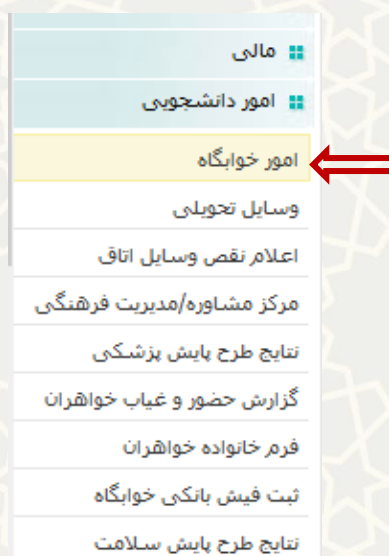 مالی
امور دانشجویی
امور خوابگاه
وسایل تحویلی
اعلام نقص وسایل اتاق
مرکز مشاوره/مدیریت فرهنگی
نتایج طرح پایش پزشکی
گزارش حضور و غیاب خواهران
فرم خانواده خواهران
ثبت فیش بانکی خوابگاه
نتایج طرح پایش سلامت